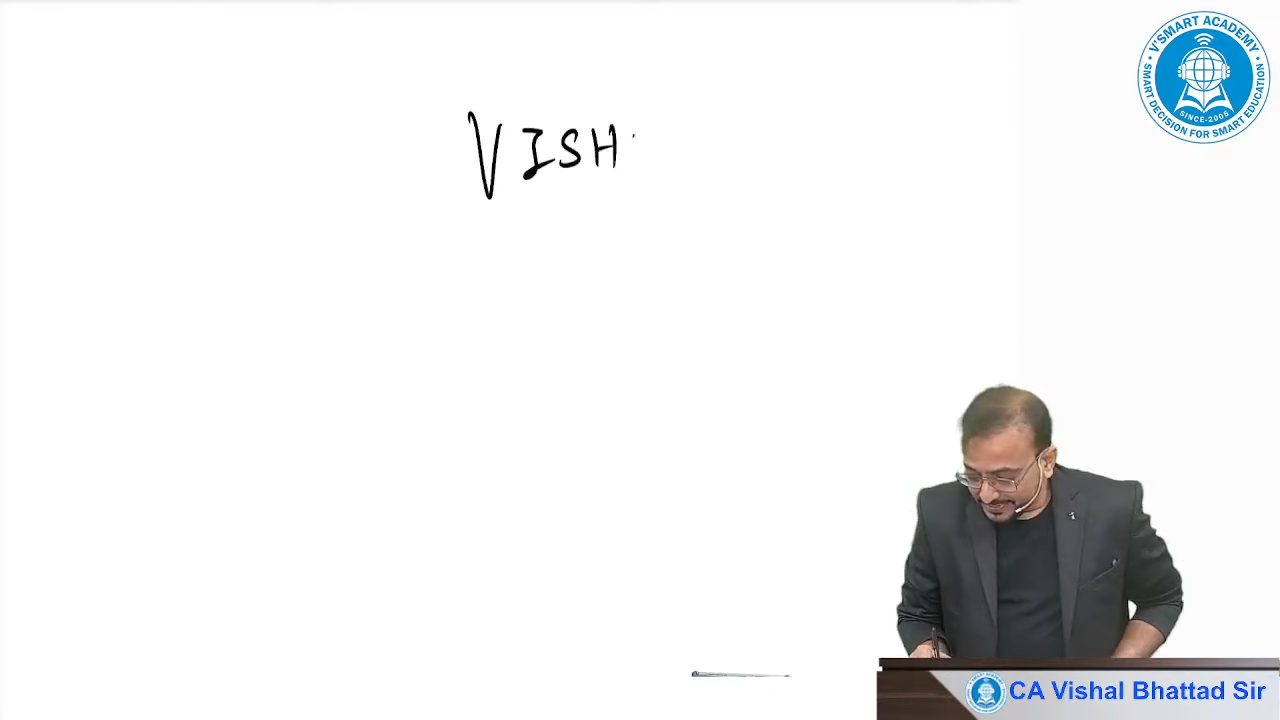 V'SMART ACADEMY
SMART DECISION FOR SMART EDUCATION
SINCE-2005
VISH
CA Vishal Bhattad Sir